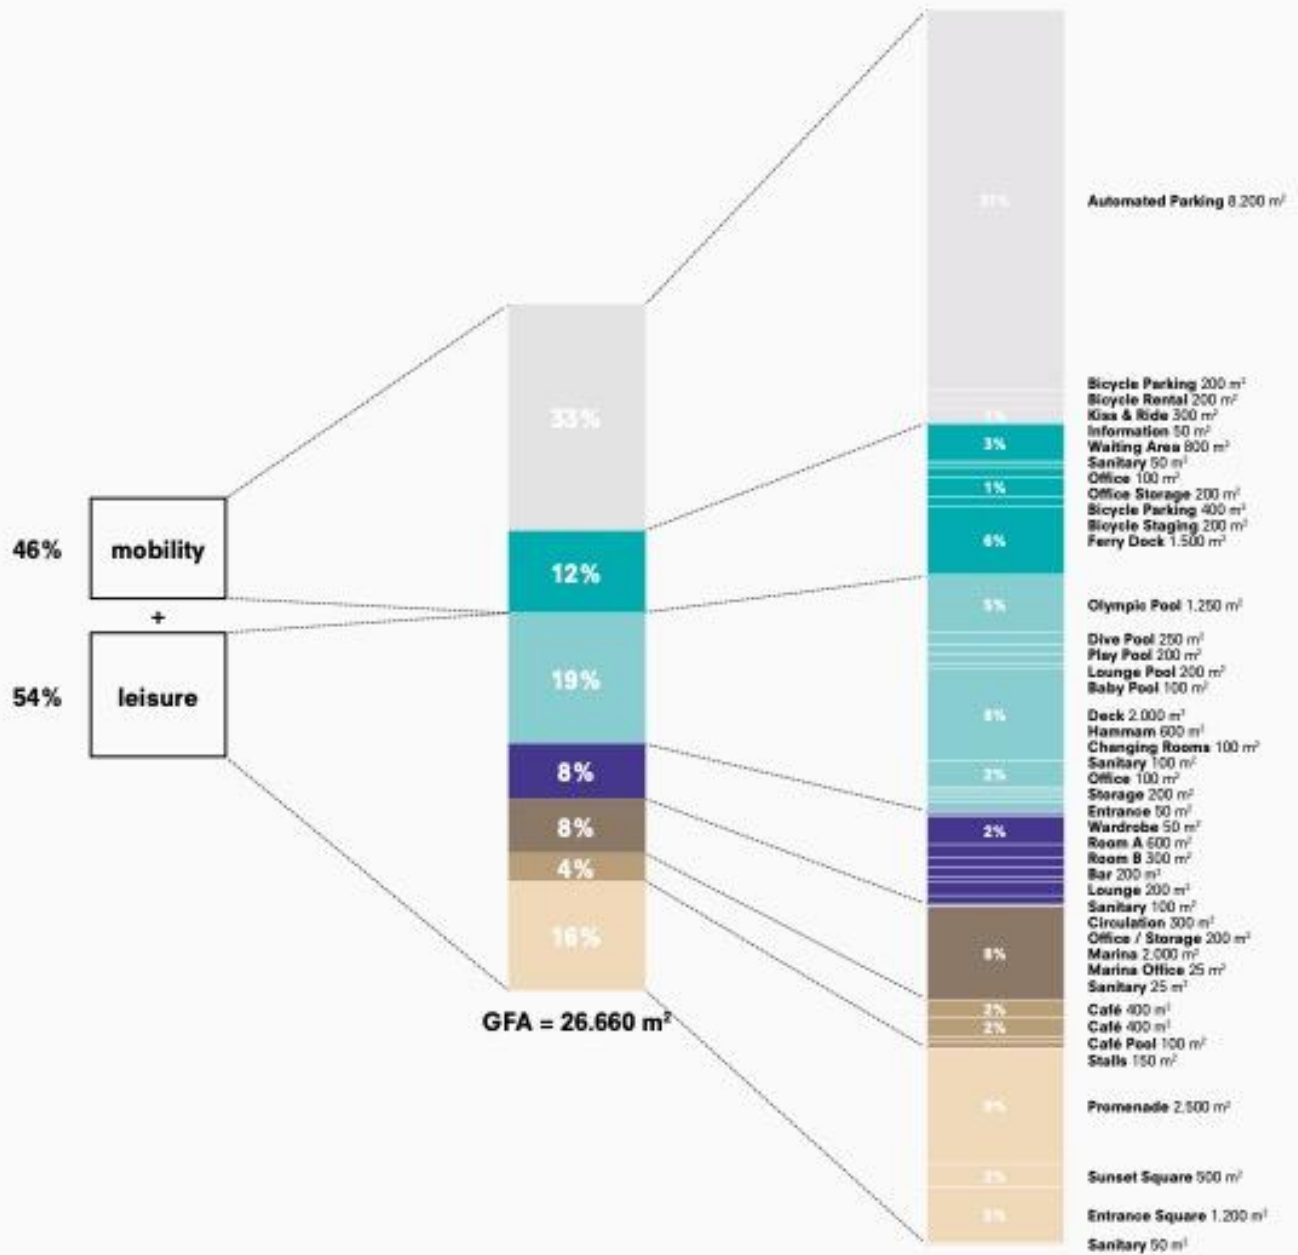 46%
mobility
+
54%
leisure
33%
12%
19%
8%
8%
4%
16%
GFA = 26.660 m²
31%
1%
3%
1%
6%
5%
8%
2%
2%
8%
2%
2%
9%
2%
5%
Automated Parking 8.200 m²
Bicycle Parking 200 m²
Bicycle Rental 200 m²
Kiss & Ride 300 m²
Information 50 m²
Waiting Area 800 m²
Sanitary 50 m²
Office 100 m²
Office Storage 200 m²
Bicycle Parking 400 m²
Bicycle Staging 200 m²
Ferry Dock 1.500 m²
Olympic Pool 1.250 m²
Dive Pool 250 m²
Play Pool 200 m²
Lounge Pool 200 m²
Baby Pool 100 m²
Deck 2.000 m²
Hammam 600 m²
Changing Rooms 100 m²
Sanitary 100 m²
Office 100 m²
Storage 200 m²
Entrance 50 m²
Wardrobe 50 m²
Room A 600 m²
Room B 300 m²
Bar 200 m²
Lounge 200 m²
Sanitary 100 m²
Circulation 300 m²
Office / Storage 200 m²
Marina 2.000 m²
Marina Office 25 m²
Sanitary 25 m²
Café 400 m²
Café 400 m²
Café Pool 100 m²
Stalls 150 m²
Promenade 2.500 m²
Sunset Square 500 m²
Entrance Square 1.200 m²
Sanitary 50 m²